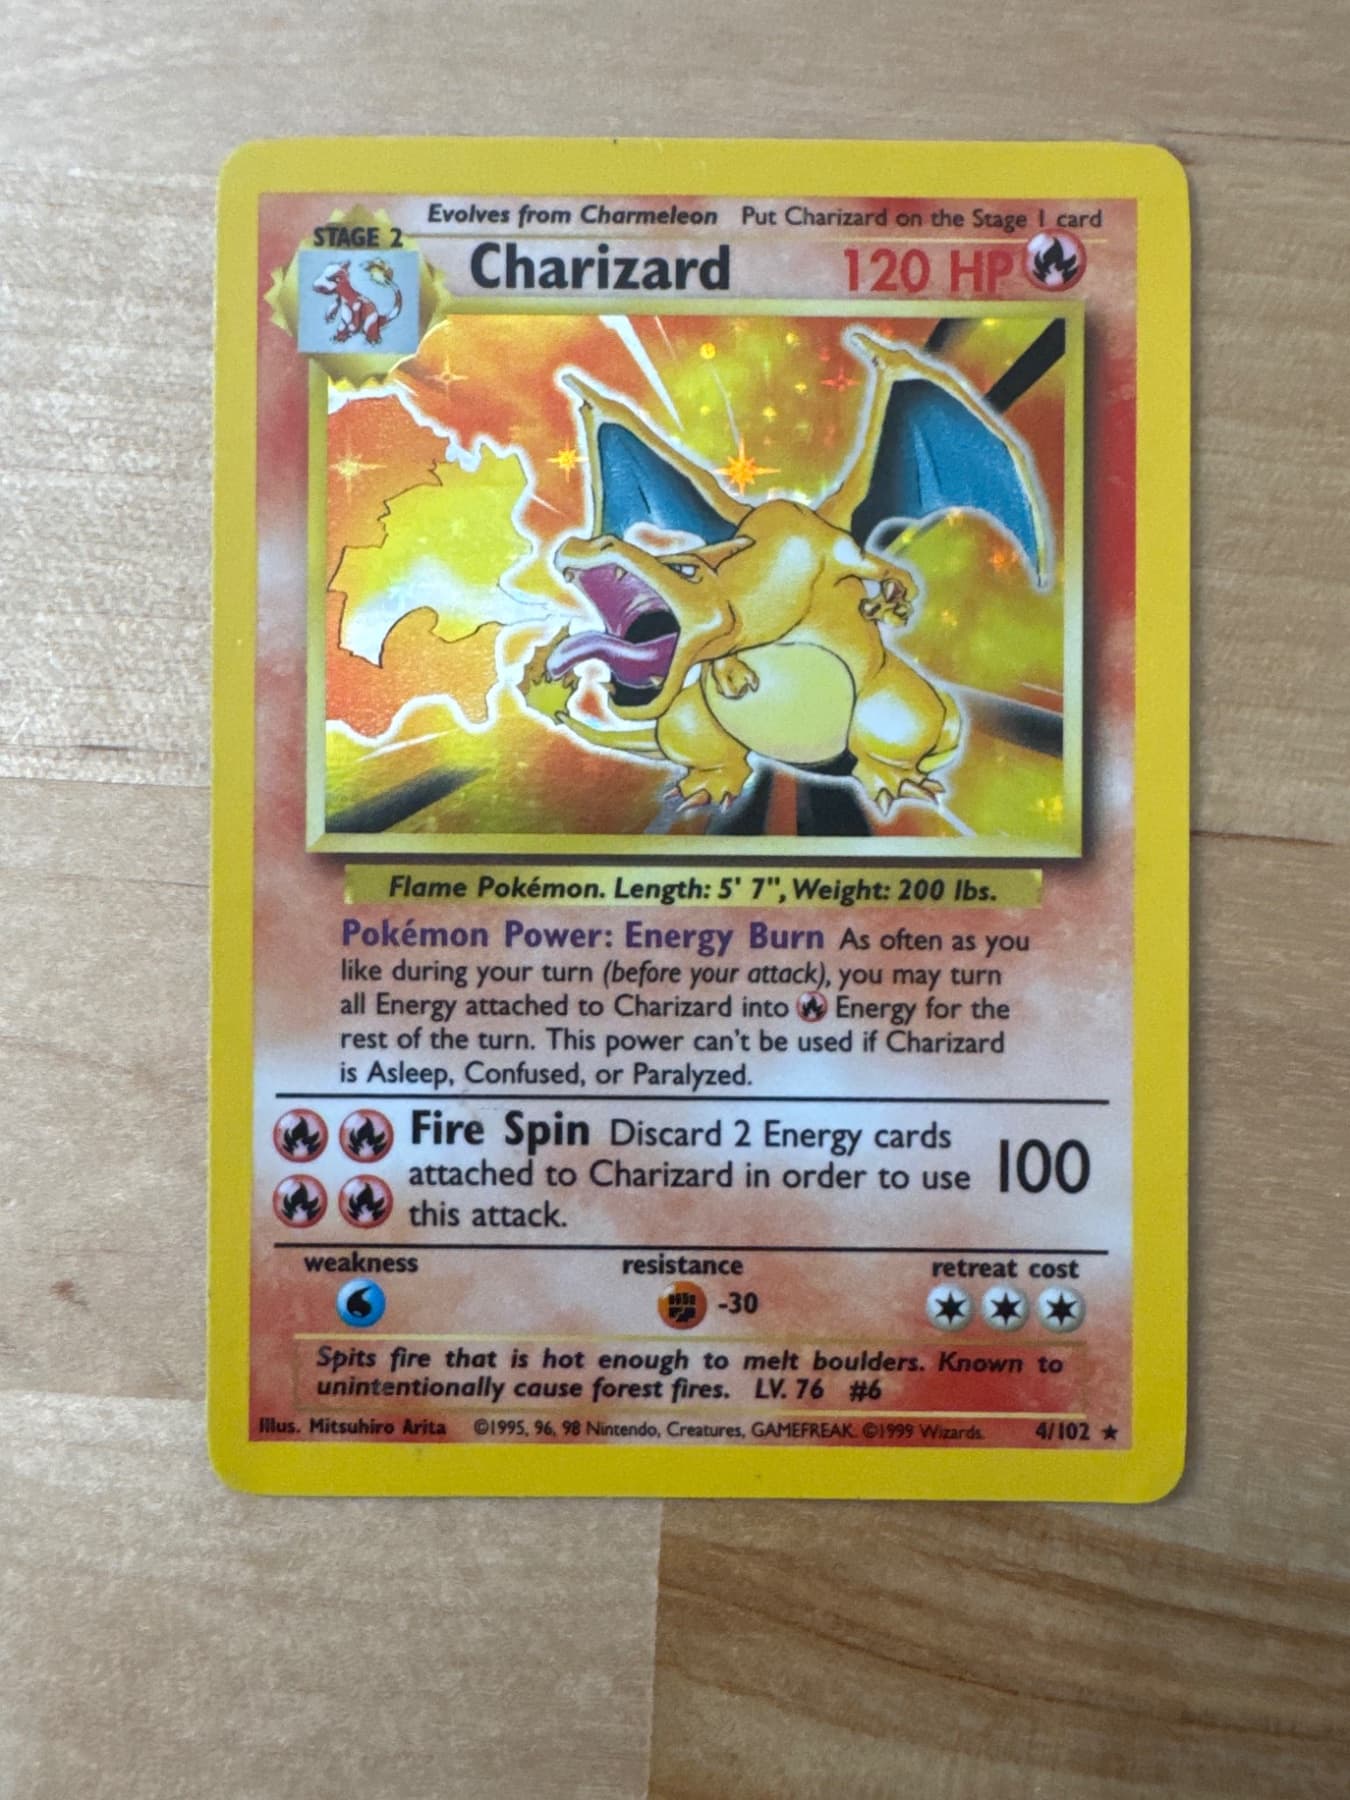 Evolves from Charmeleon Put Charizard on the Stage 1 card
STAGE 2
Charizard 120 HP
Flame Pokémon. Length: 5' 7", Weight: 200 lbs.
Pokémon Power: Energy Burn As often as you
like during your turn (before your attack), you may turn
all Energy attached to Charizard into Energy for the
rest of the turn. This power can't be used if Charizard
is Asleep, Confused, or Paralyzed.
Fire Spin Discard 2 Energy cards
attached to Charizard in order to use 100
this attack.
weakness resistance retreat cost
-30
Spits fire that is hot enough to melt boulders. Known to
unintentionally cause forest fires. LV. 76 #6
Illus. Mitsuhiro Arita ©1995, 96, 98 Nintendo, Creatures, GAMEFREAK. ©1999 Wizards. 4/102 ★